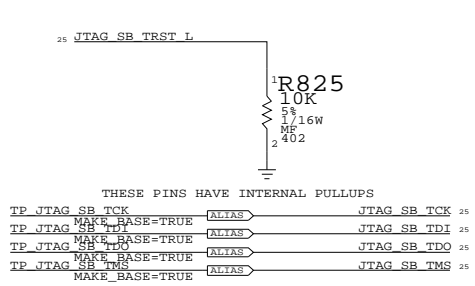 25 JTAG_SB_TRST_L
1
R825
10K
5%
1/16W
MF
402
2
THESE PINS HAVE INTERNAL PULLUPS
TP_JTAG_SB_TCK ALIAS JTAG_SB_TCK 25
MAKE_BASE=TRUE
TP_JTAG_SB_TDI ALIAS JTAG_SB_TDI 25
MAKE_BASE=TRUE
TP_JTAG_SB_TDO ALIAS JTAG_SB_TDO 25
MAKE_BASE=TRUE
TP_JTAG_SB_TMS ALIAS JTAG_SB_TMS 25
MAKE_BASE=TRUE